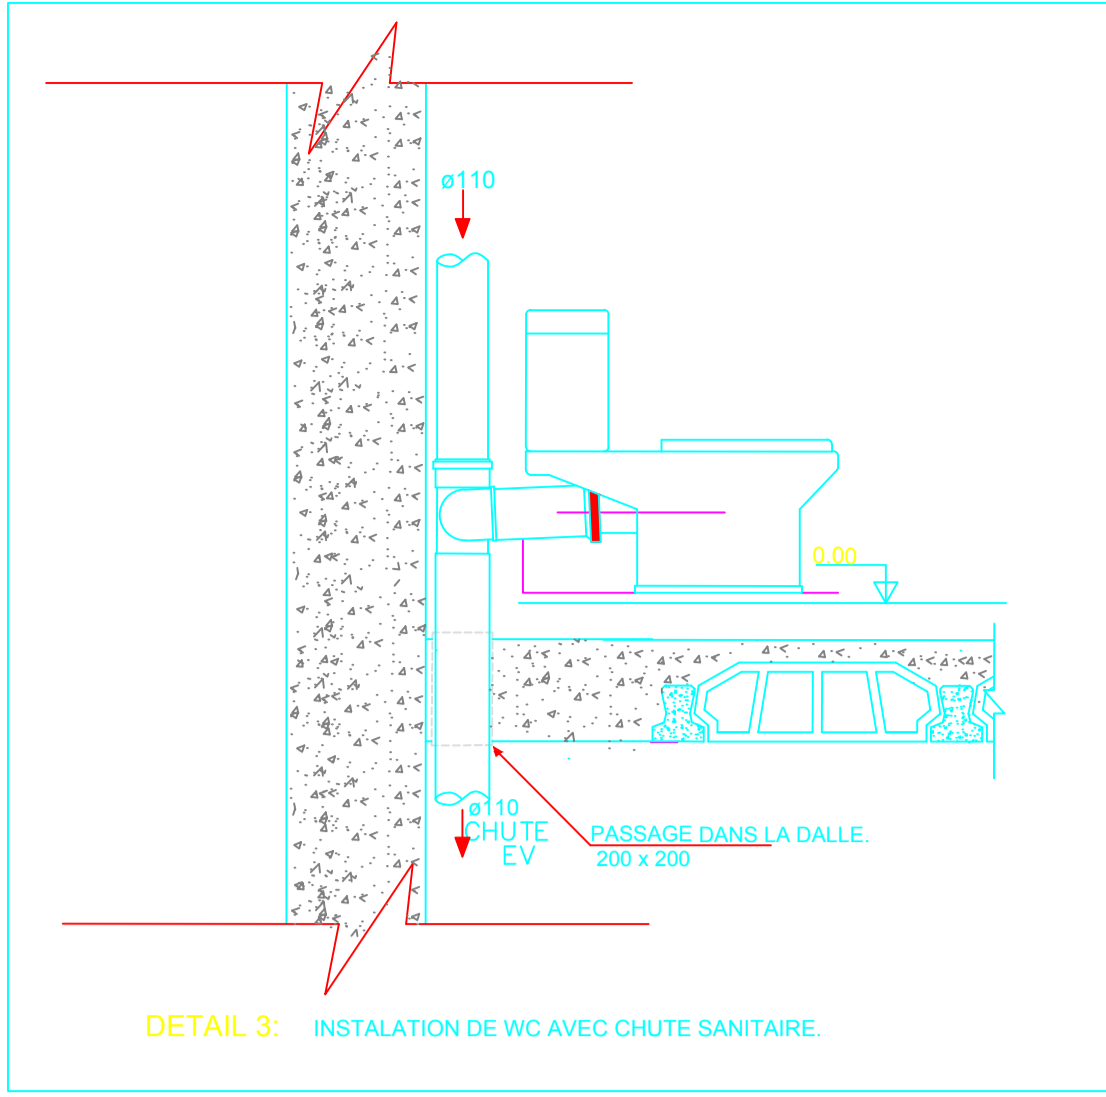 ø110
0.00
ø110
CHUTE
EV
PASSAGE DANS LA DALLE.
200 x 200
DETAIL 3: INSTALATION DE WC AVEC CHUTE SANITAIRE.